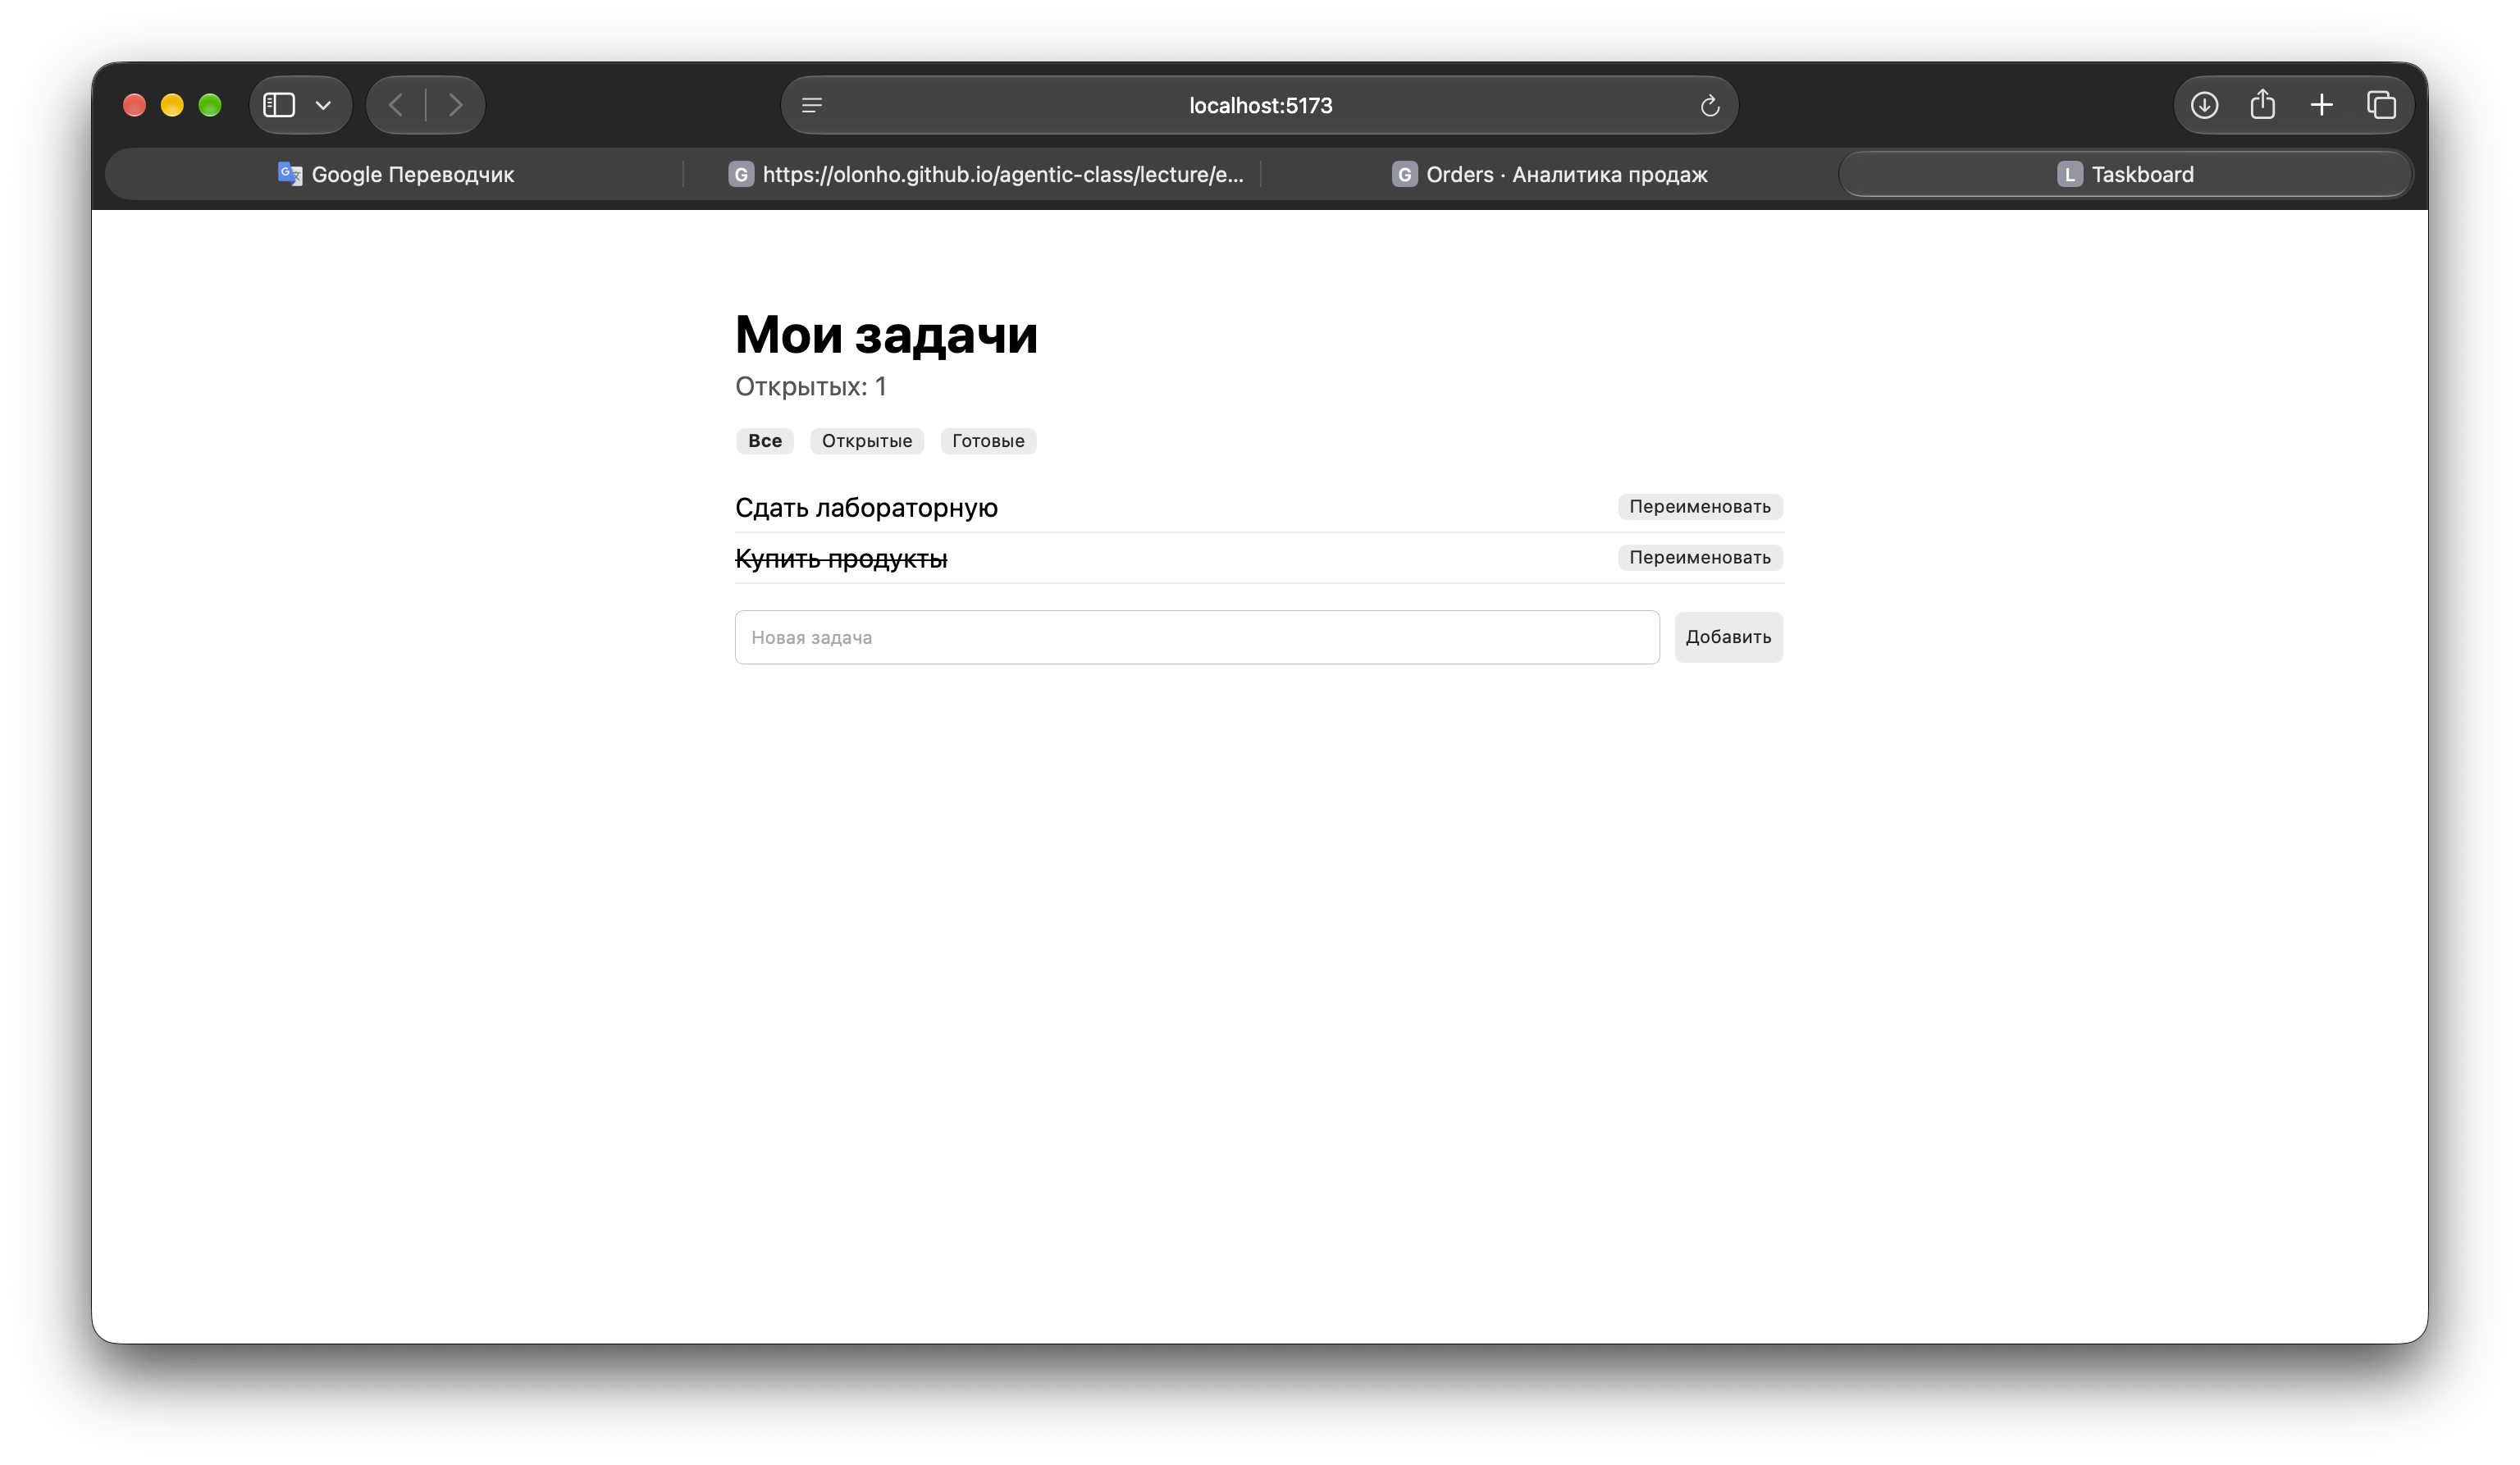 localhost:5173
Google Переводчик
G https://olonho.github.io/agentic-class/lecture/e...
G Orders · Аналитика продаж
L Taskboard
Мои задачи
Открытых: 1
Все Открытые Готовые
Сдать лабораторную Переименовать
Купить продукты Переименовать
Новая задача Добавить